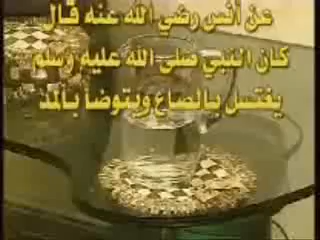 عن أنس رضي الله عنه قال
كان النبي صلى الله عليه وسلم
يغتسل بالصاع ويتوضأ بالمد